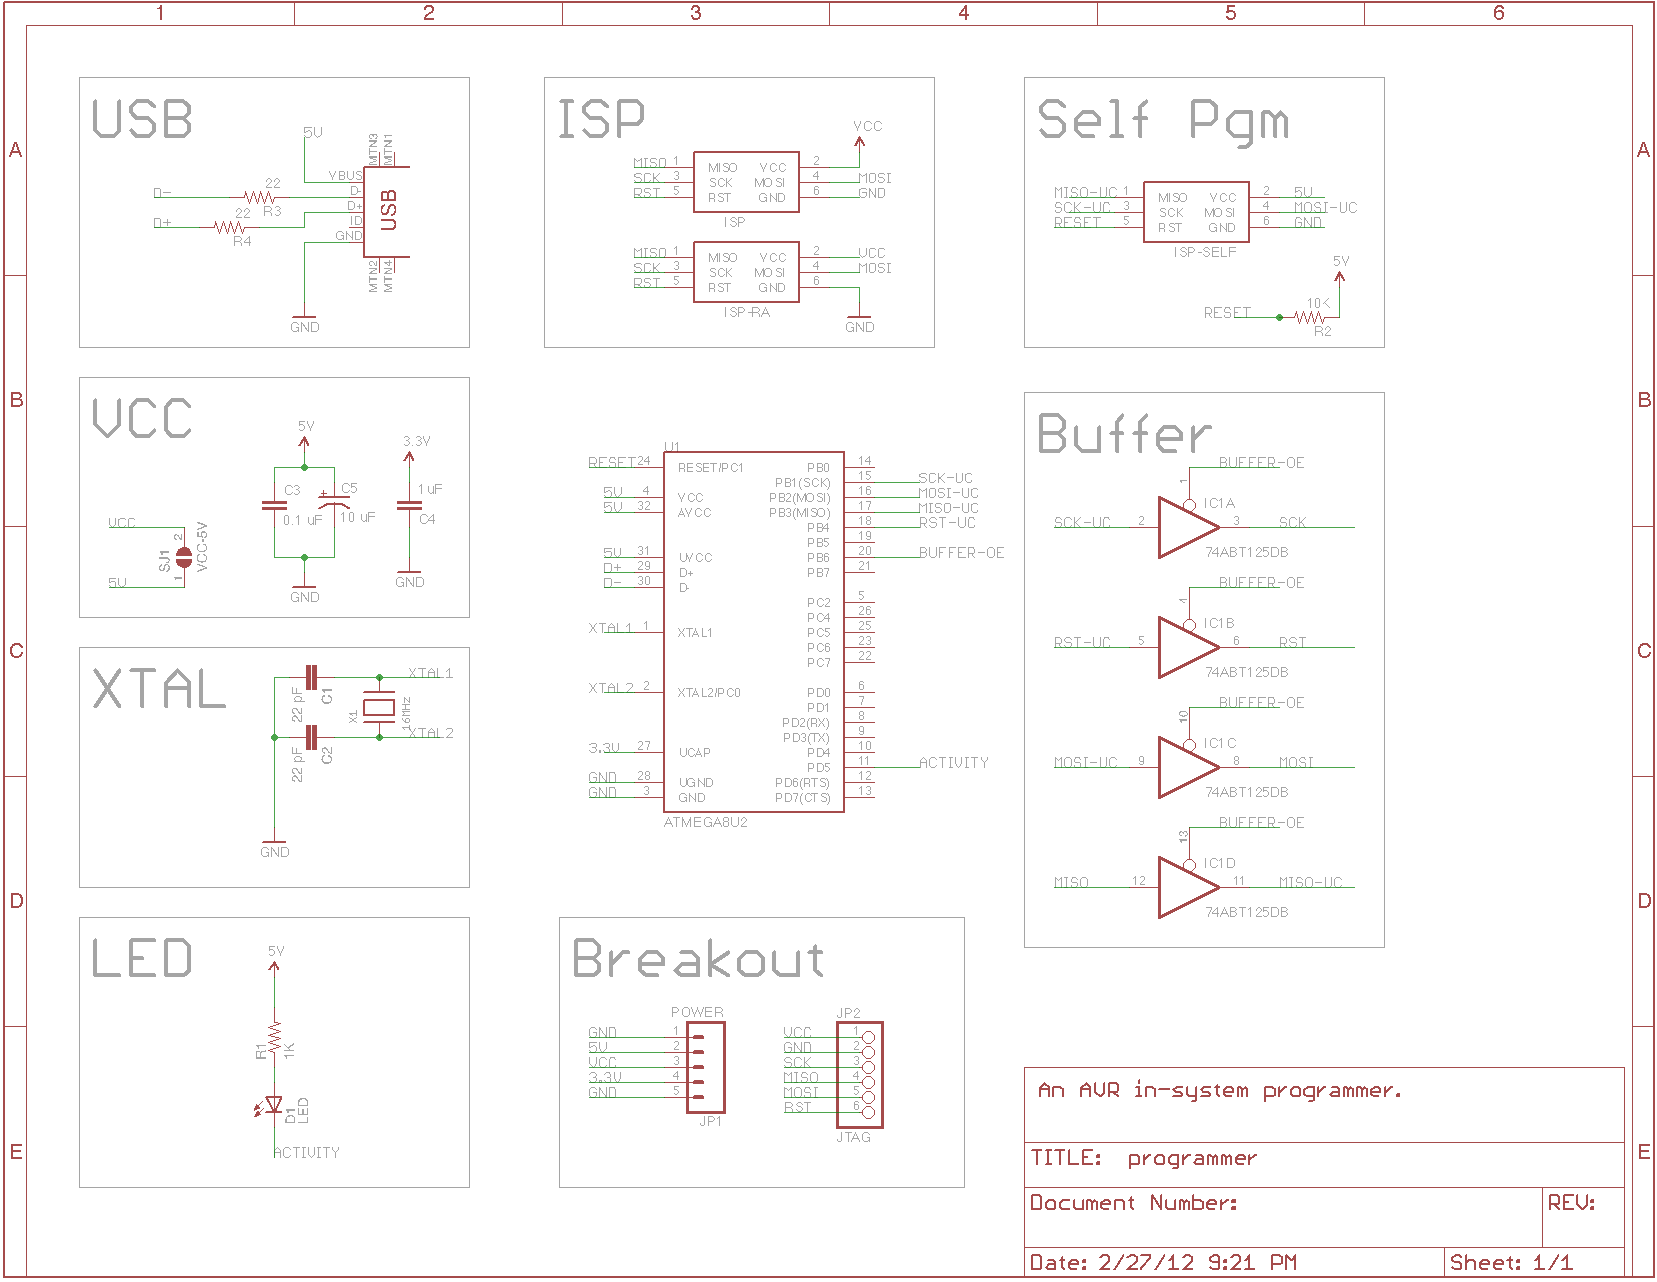 1 2 3 4 5 6
A
B
C
D
E
A
B
C
D
E
USB
5V
MTN3
MTN1
VBUS
D-
D+
ID
GND
USB
MTN2
MTN4
D-
22
R3
D+
22
R4
GND
ISP
VCC
MISO 1 MISO VCC 2
SCK 3 SCK MOSI 4 MOSI
RST 5 RST GND 6 GND
ISP
MISO 1 MISO VCC 2 VCC
SCK 3 SCK MOSI 4 MOSI
RST 5 RST GND 6
ISP-RA
GND
Self Pgm
MISO-UC 1 MISO VCC 2 5V
SCK-UC 3 SCK MOSI 4 MOSI-UC
RESET 5 RST GND 6 GND
ISP-SELF
5V
10K
RESET
R2
VCC
5V
3.3V
C3
C5
+
0.1 uF
10 uF
1uF
C4
VCC
2
SJ1
VCC-5V
1
5V
GND
GND
XTAL
XTAL1
22 pF
C1
X1
16MHz
XTAL2
22 pF
C2
GND
LED
5V
R1
1K
D1
LED
ACTIVITY
U1
RESET 24 RESET/PC1 PB0 14
PB1(SCK) 15 SCK-UC
5V 4 VCC PB2(MOSI) 16 MOSI-UC
5V 32 AVCC PB3(MISO) 17 MISO-UC
PB4 18 RST-UC
PB5 19
5V 31 UVCC PB6 20 BUFFER-OE
D+ 29 D+ PB7 21
D- 30 D-
PC2 5
PC4 26
XTAL1 1 XTAL1 PC5 25
PC6 23
PC7 22
XTAL2 2 XTAL2/PC0 PD0 6
PD1 7
PD2(RX) 8
PD3(TX) 9
3.3V 27 UCAP PD4 10
PD5 11 ACTIVITY
GND 28 UGND PD6(RTS) 12
GND 3 GND PD7(CTS) 13
ATMEGA8U2
Buffer
BUFFER-OE
1
IC1A
SCK-UC 2 3 SCK
74ABT125DB
BUFFER-OE
4
IC1B
RST-UC 5 6 RST
74ABT125DB
BUFFER-OE
10
IC1C
MOSI-UC 9 8 MOSI
74ABT125DB
BUFFER-OE
13
IC1D
MISO 12 11 MISO-UC
74ABT125DB
Breakout
POWER
GND 1
5V 2
VCC 3
3.3V 4
GND 5
JP1
JP2
VCC 1
GND 2
SCK 3
MISO 4
MOSI 5
RST 6
JTAG
An AVR in-system programmer.
TITLE: programmer
Document Number:
REV:
Date: 2/27/12 9:21 PM
Sheet: 1/1